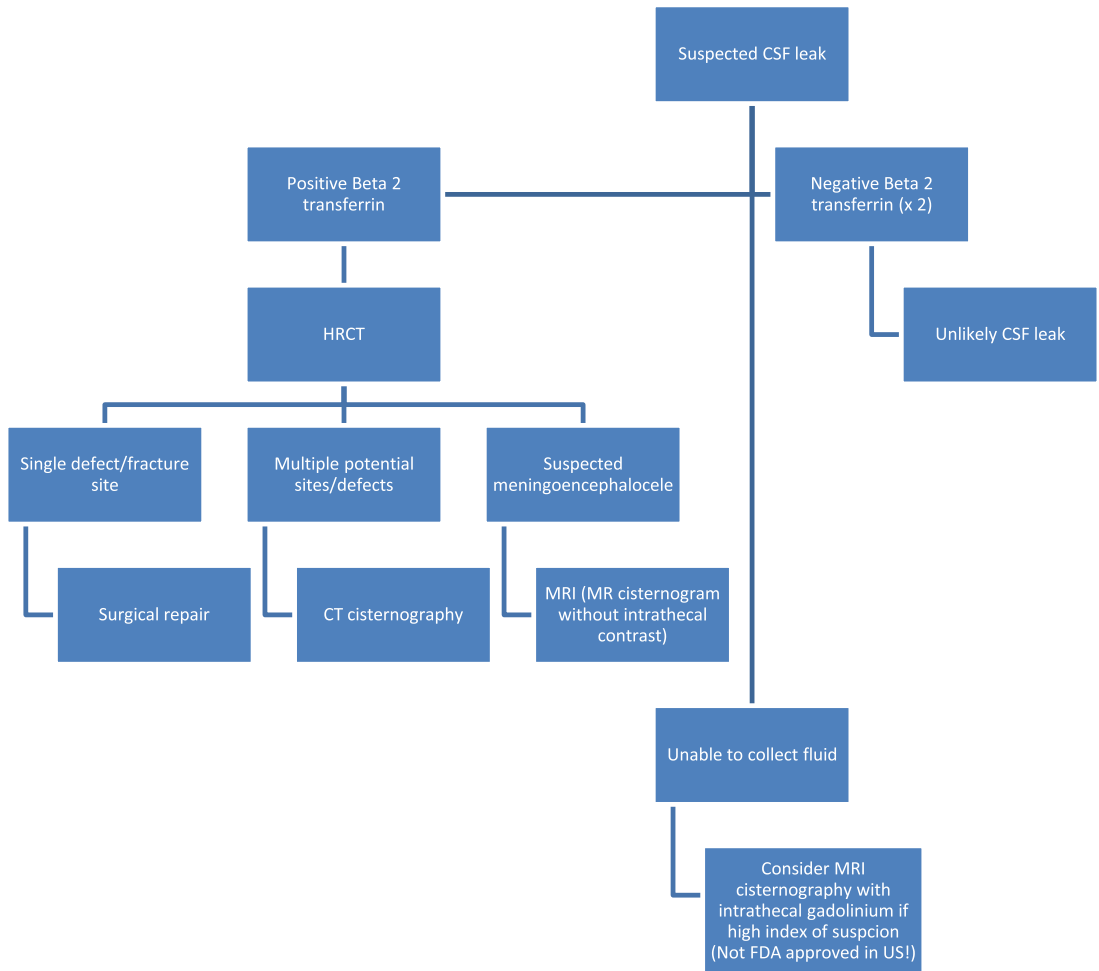 Suspected CSF leak
Positive Beta 2
transferrin
Negative Beta 2
transferrin (x 2)
HRCT
Unlikely CSF leak
Single defect/fracture
site
Multiple potential
sites/defects
Suspected
meningoencephalocele
Surgical repair
CT cisternography
MRI (MR cisternogram
without intrathecal
contrast)
Unable to collect fluid
Consider MRI
cisternography with
intrathecal gadolinium if
high index of suspcion
(Not FDA approved in US!)